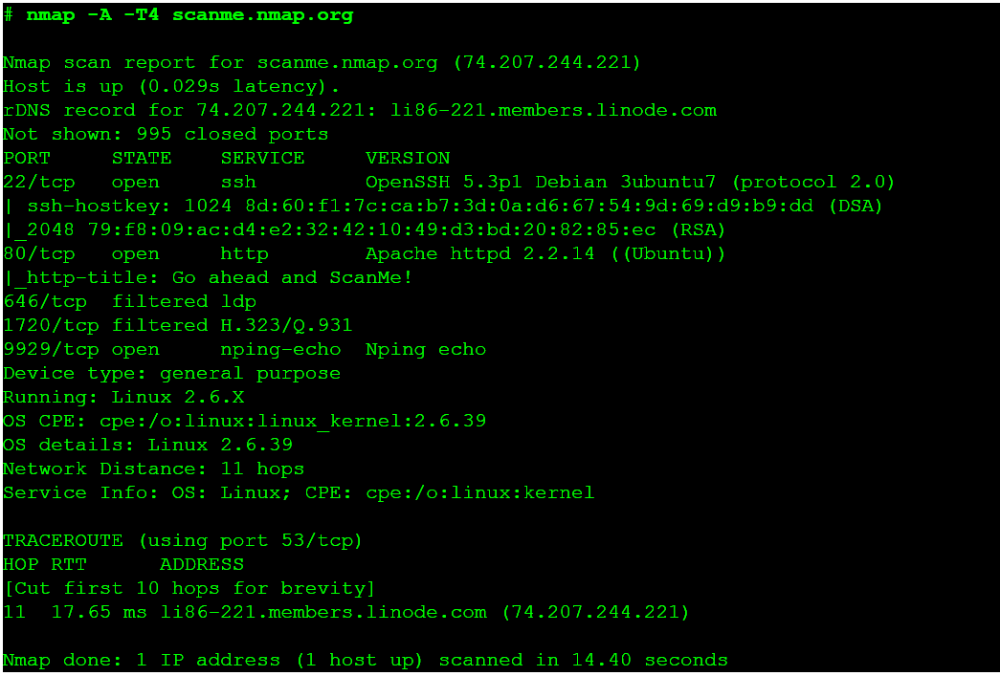 # nmap -A -T4 scanme.nmap.org
Nmap scan report for scanme.nmap.org (74.207.244.221)
Host is up (0.029s latency).
rDNS record for 74.207.244.221: li86-221.members.linode.com
Not shown: 995 closed ports
PORT     STATE    SERVICE     VERSION
22/tcp   open     ssh         OpenSSH 5.3p1 Debian 3ubuntu7 (protocol 2.0)
| ssh-hostkey: 1024 8d:60:f1:7c:ca:b7:3d:0a:d6:67:54:9d:69:d9:b9:dd (DSA)
|_2048 79:f8:09:ac:d4:e2:32:42:10:49:d3:bd:20:82:85:ec (RSA)
80/tcp   open     http        Apache httpd 2.2.14 ((Ubuntu))
|_http-title: Go ahead and ScanMe!
646/tcp  filtered ldp
1720/tcp filtered H.323/Q.931
9929/tcp open     nping-echo  Nping echo
Device type: general purpose
Running: Linux 2.6.X
OS CPE: cpe:/o:linux:linux_kernel:2.6.39
OS details: Linux 2.6.39
Network Distance: 11 hops
Service Info: OS: Linux; CPE: cpe:/o:linux:kernel
TRACEROUTE (using port 53/tcp)
HOP RTT      ADDRESS
[Cut first 10 hops for brevity]
11  17.65 ms li86-221.members.linode.com (74.207.244.221)
Nmap done: 1 IP address (1 host up) scanned in 14.40 seconds